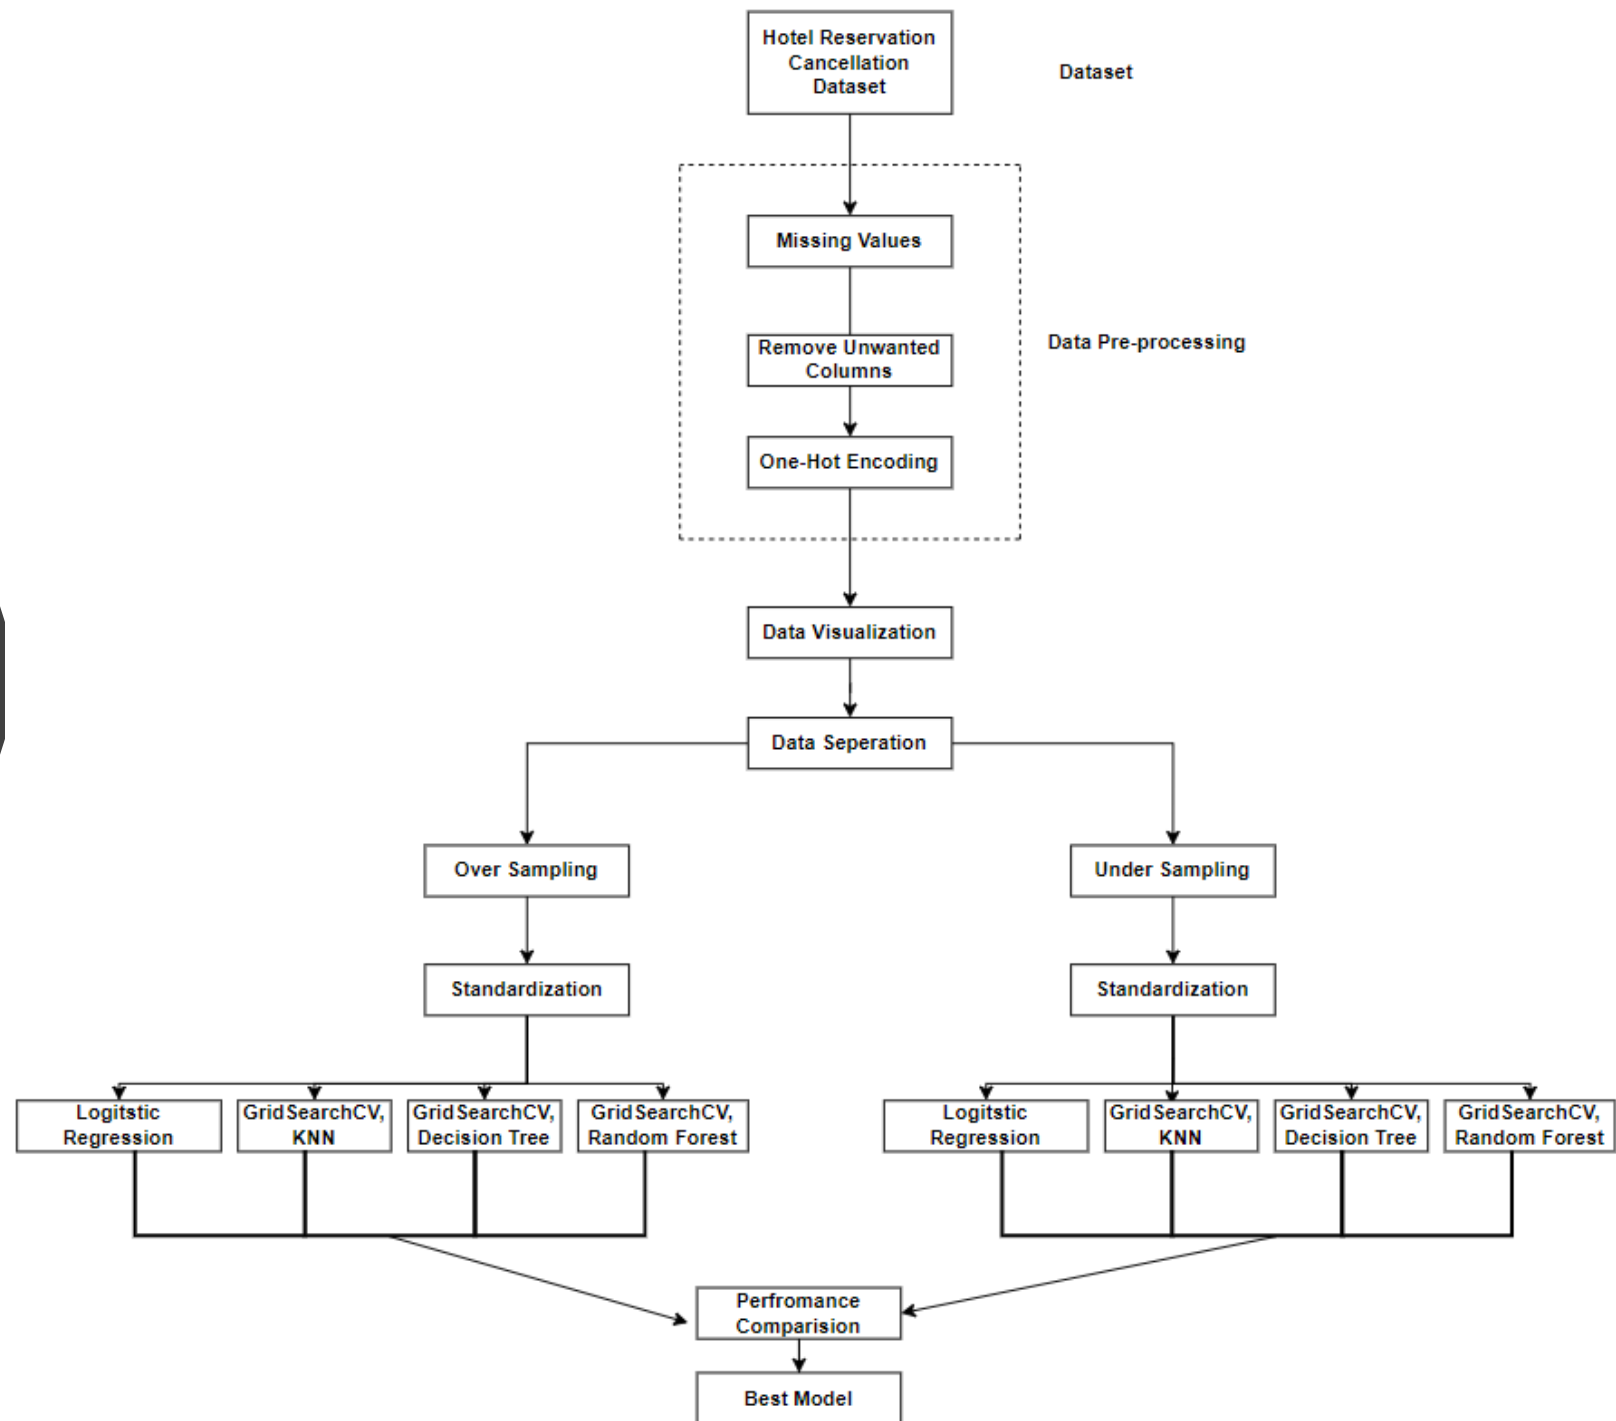 Hotel Reservation
Cancellation
Dataset
Dataset
Missing Values
Remove Unwanted
Columns
Data Pre-processing
One-Hot Encoding
Data Visualization
Data Seperation
Over Sampling
Under Sampling
Standardization
Standardization
Logitstic
Regression
GridSearchCV,
KNN
GridSearchCV,
Decision Tree
GridSearchCV,
Random Forest
Logitstic
Regression
GridSearchCV,
KNN
GridSearchCV,
Decision Tree
GridSearchCV,
Random Forest
Perfromance
Comparision
Best Model